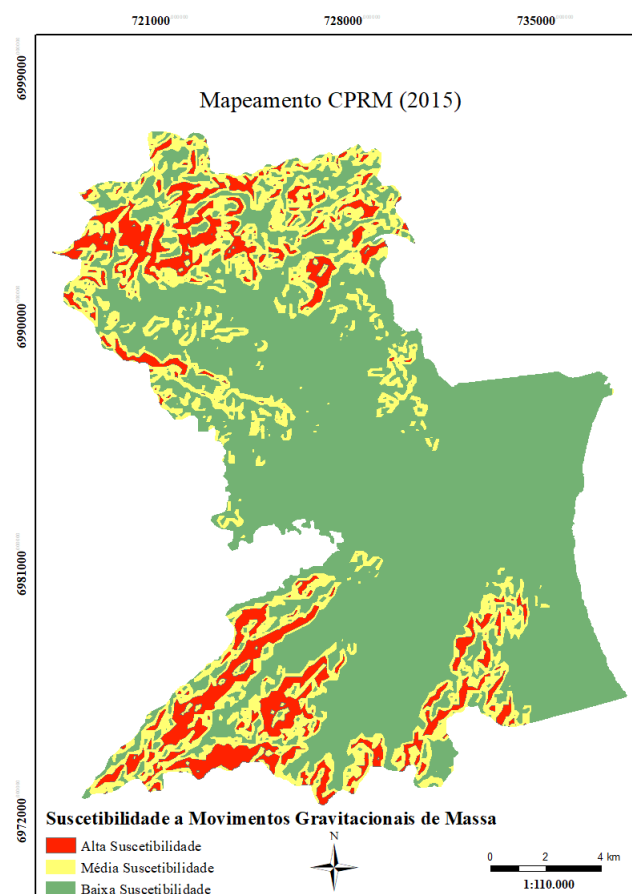 721000 728000 735000
6999000
Mapeamento CPRM (2015)
6990000
6981000
6972000
Suscetibilidade a Movimentos Gravitacionais de Massa
Alta Suscetibilidade
Média Suscetibilidade
Baixa Suscetibilidade
N
0 2 4 km
1:110.000